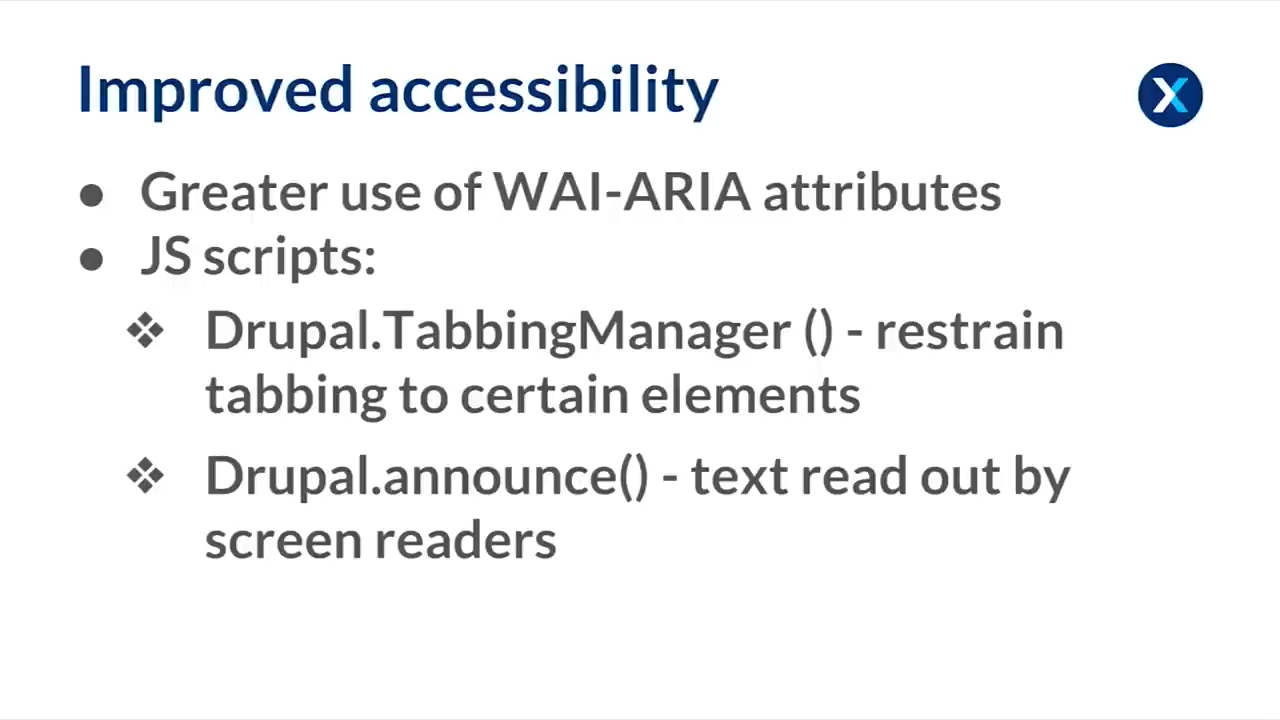 Improved accessibility
● Greater use of WAI-ARIA attributes
● JS scripts:
❖ Drupal.TabbingManager () - restrain
tabbing to certain elements
❖ Drupal.announce() - text read out by
screen readers